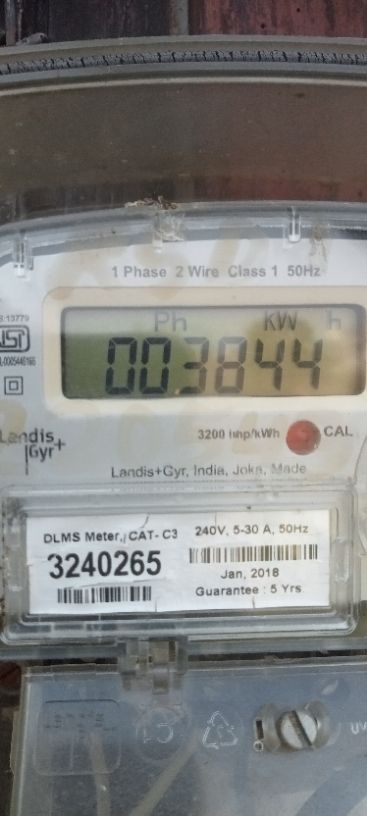 1 Phase 2 Wire Class 1 50Hz
Ph KW h
003844
Landis
Gyr+
3200 imp/kWh CAL
Landis+Gyr, India, Joka, Made
DLMS Meter, CAT- C3
3240265
240V, 5-30 A, 50Hz
Jan, 2018
Guarantee : 5 Yrs